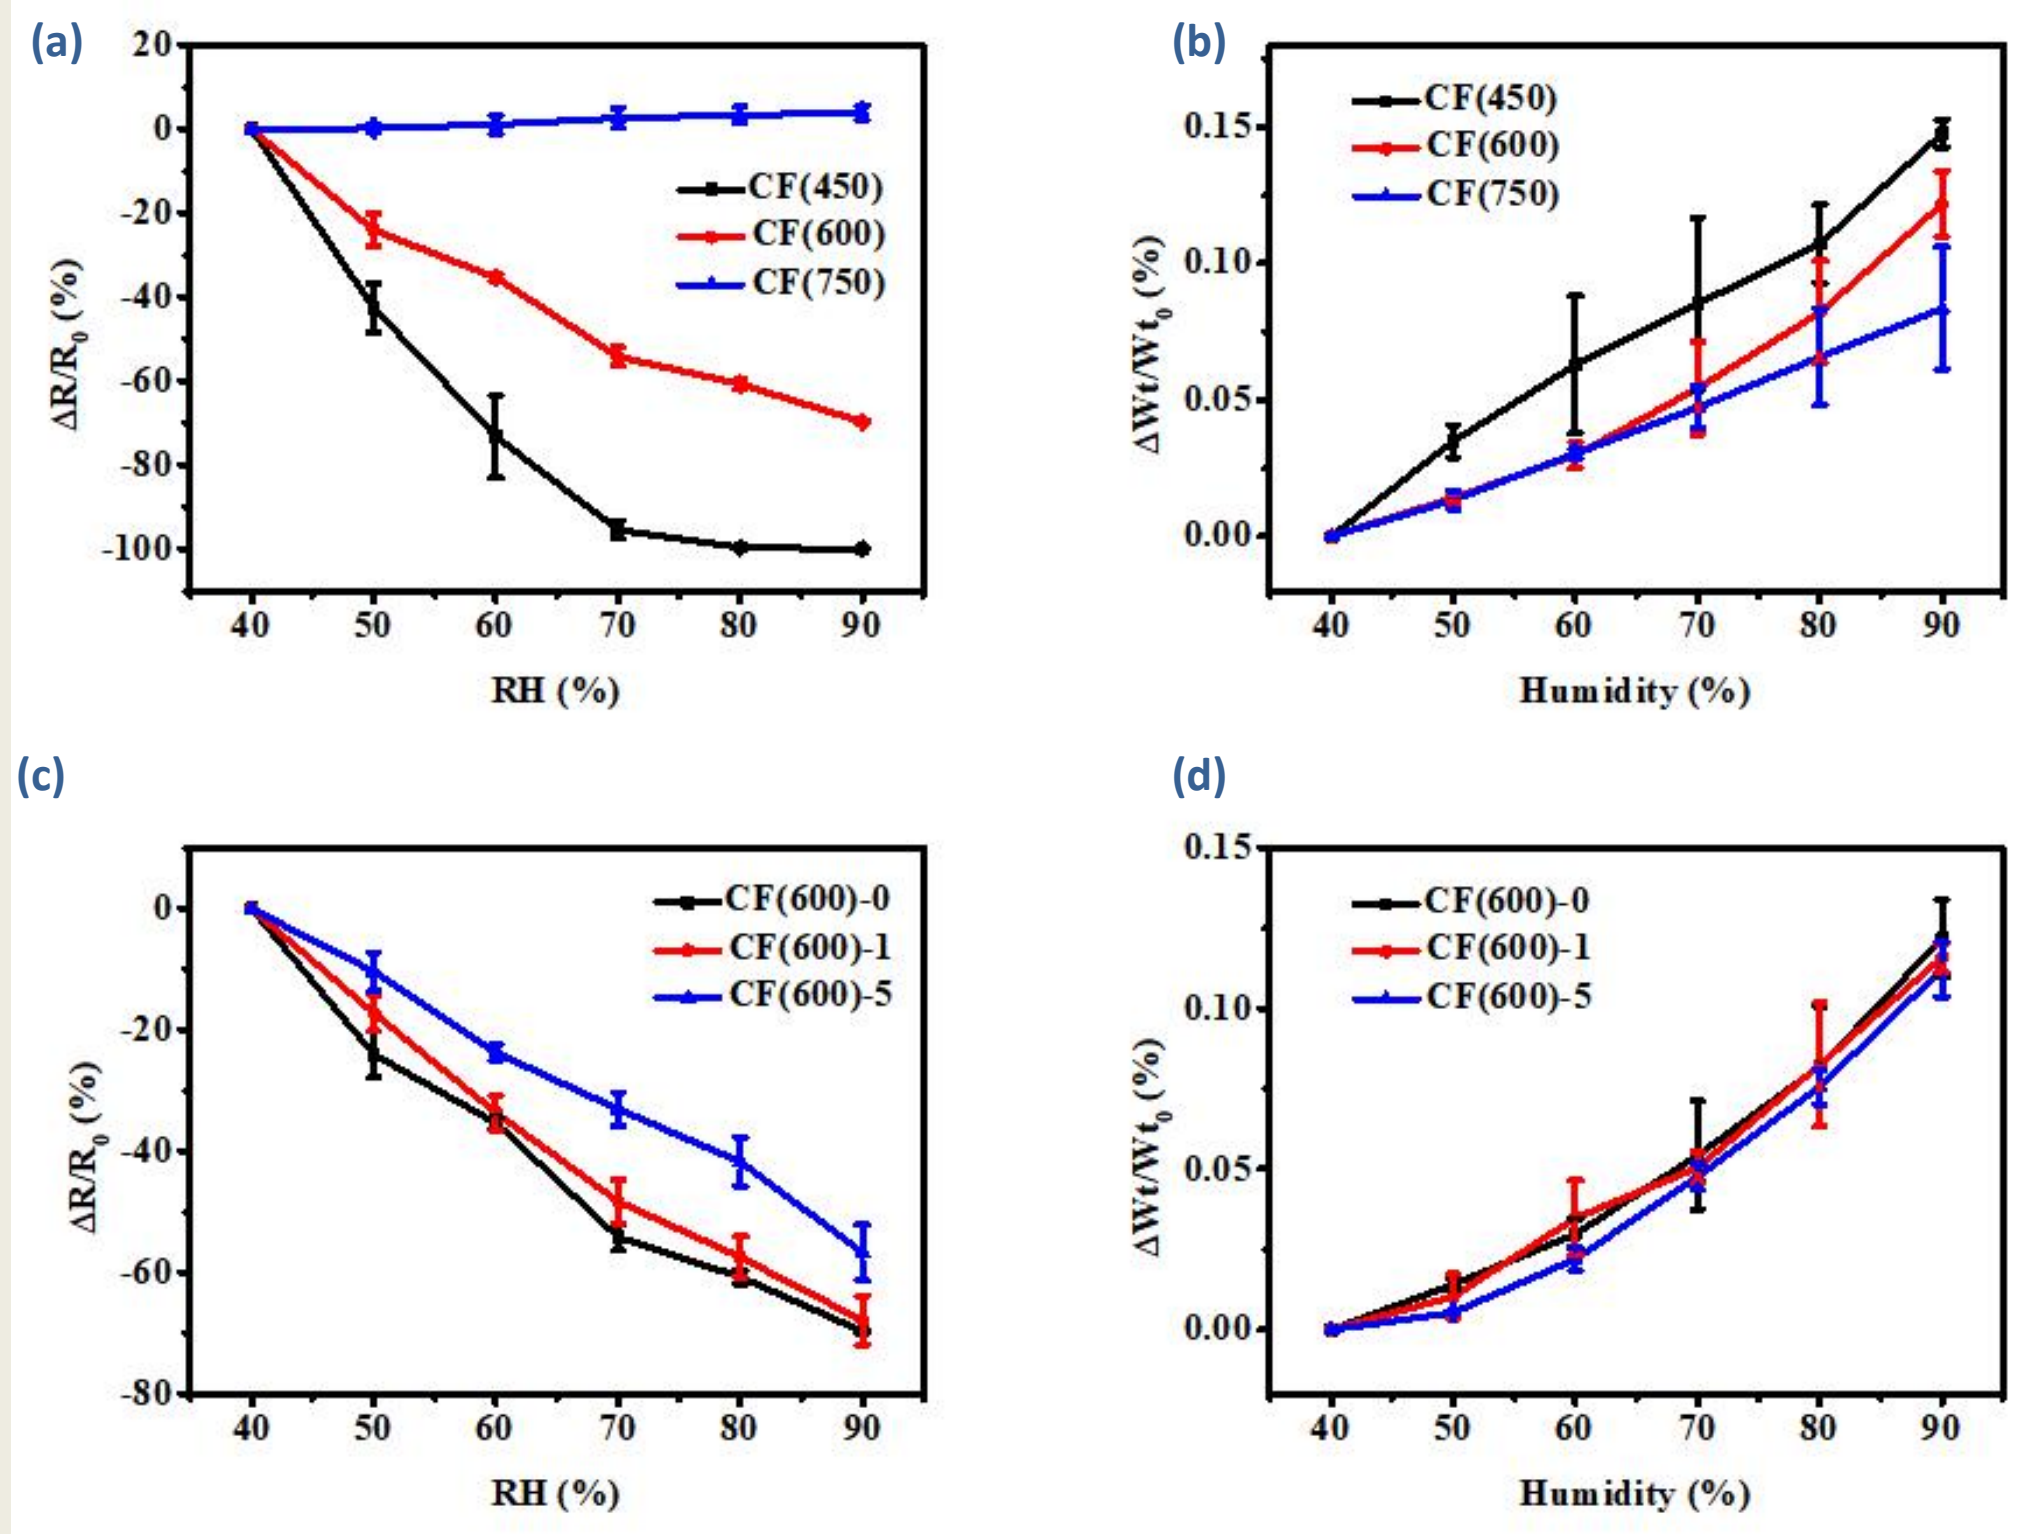 (a)
20
0
-20
-40
-60
-80
-100
ΔR/R₀ (%)
CF(450)
CF(600)
CF(750)
40 50 60 70 80 90
RH (%)
(b)
0.15
0.10
0.05
0.00
ΔWt/Wt₀ (%)
CF(450)
CF(600)
CF(750)
40 50 60 70 80 90
Humidity (%)
(c)
0
-20
-40
-60
-80
ΔR/R₀ (%)
CF(600)-0
CF(600)-1
CF(600)-5
40 50 60 70 80 90
RH (%)
(d)
0.15
0.10
0.05
0.00
ΔWt/Wt₀ (%)
CF(600)-0
CF(600)-1
CF(600)-5
40 50 60 70 80 90
Humidity (%)